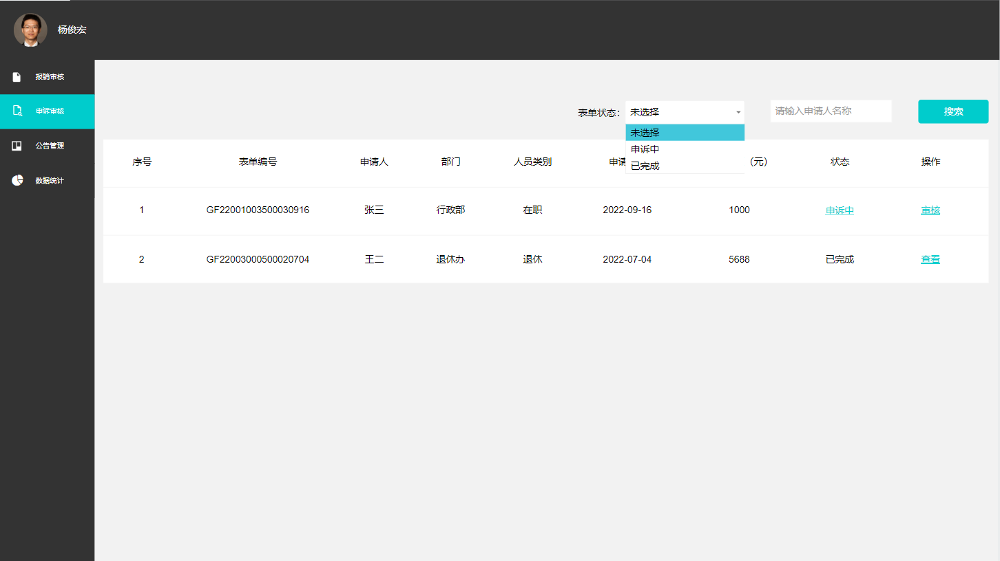 杨俊宏
报销审核
申诉审核
公告管理
数据统计
表单状态: 未选择 请输入申请人名称 搜索
未选择
申诉中
已完成
序号 表单编号 申请人 部门 人员类别 申请 (元) 状态 操作
1 GF22001003500030916 张三 行政部 在职 2022-09-16 1000 申诉中 审核
2 GF22003000500020704 王二 退休办 退休 2022-07-04 5688 已完成 查看